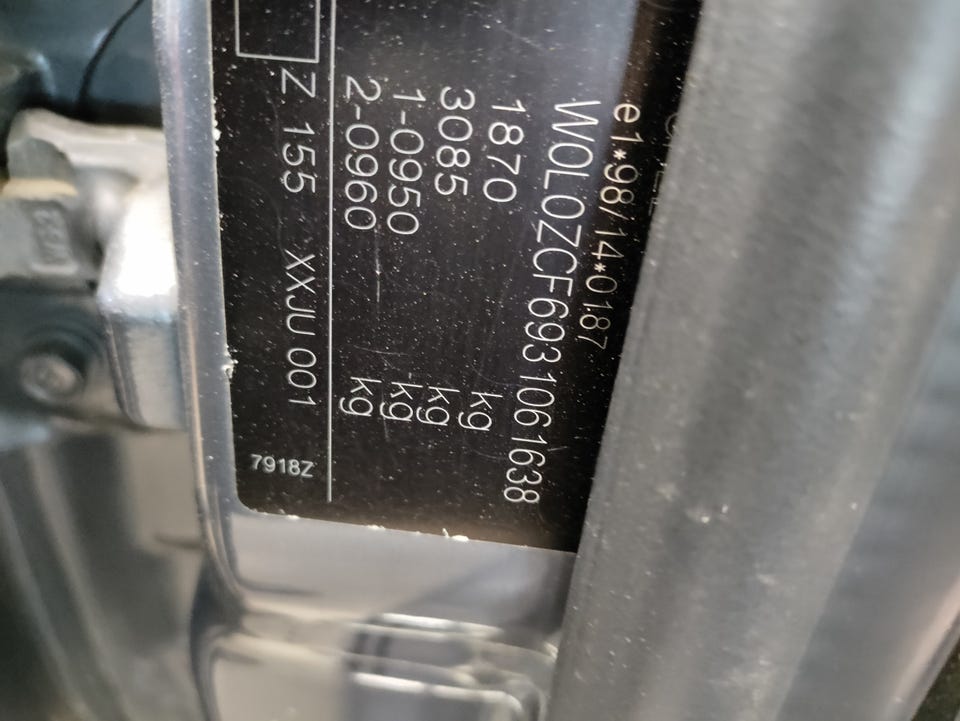 e1*98/14*0187
W0L0ZCF6931061638
1870 kg
3085 kg
1-0950 kg
2-0960 kg
Z 155 XXJU 001
7918Z